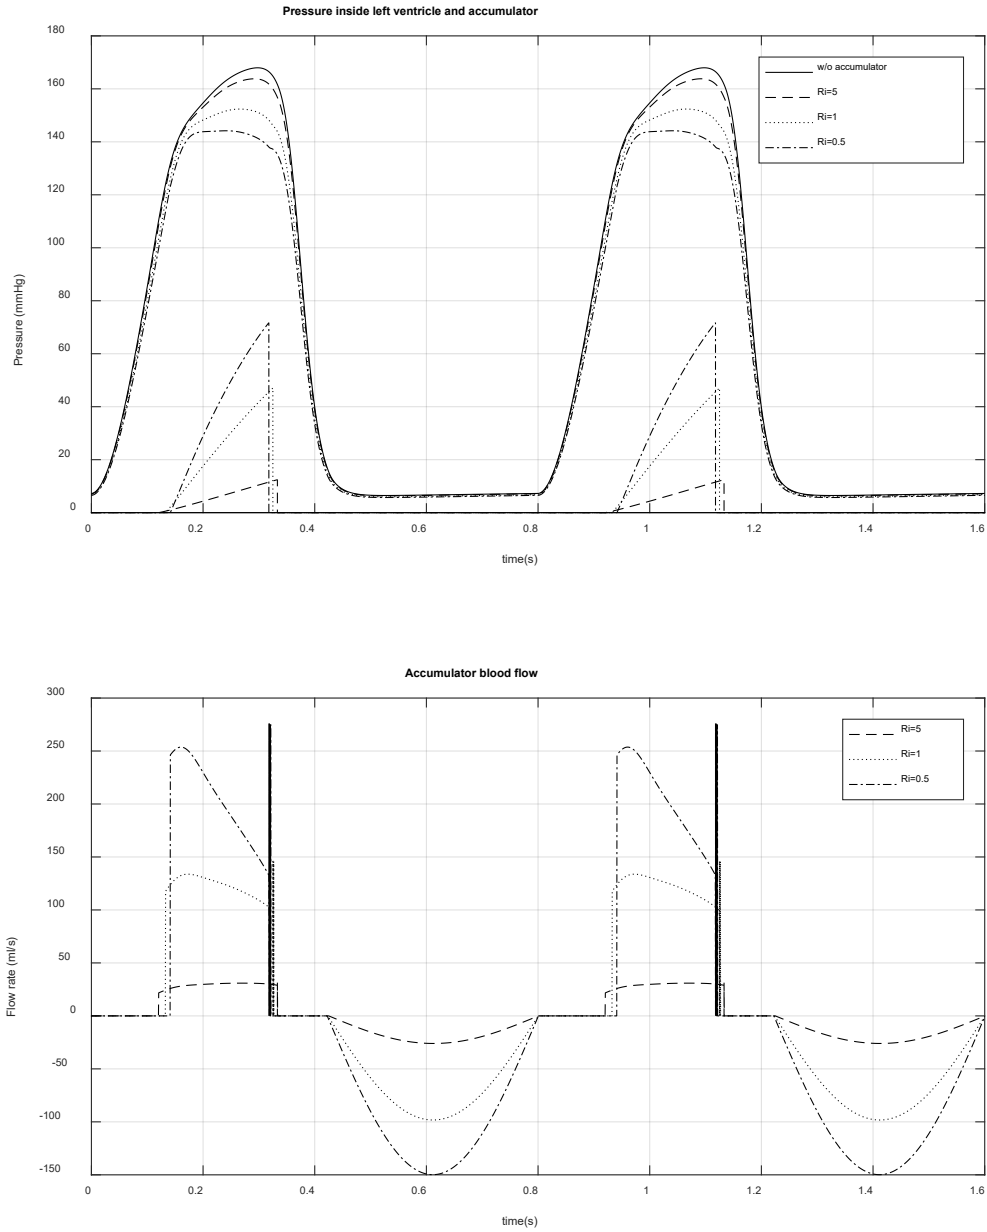 Pressure inside left ventricle and accumulator
180
160
140
120
100
80
60
40
20
0
Pressure (mmHg)
w/o accumulator
Ri=5
Ri=1
Ri=0.5
0 0.2 0.4 0.6 0.8 1 1.2 1.4 1.6
time(s)
Accumulator blood flow
300
250
200
150
100
50
0
-50
-100
-150
Flow rate (ml/s)
Ri=5
Ri=1
Ri=0.5
0 0.2 0.4 0.6 0.8 1 1.2 1.4 1.6
time(s)